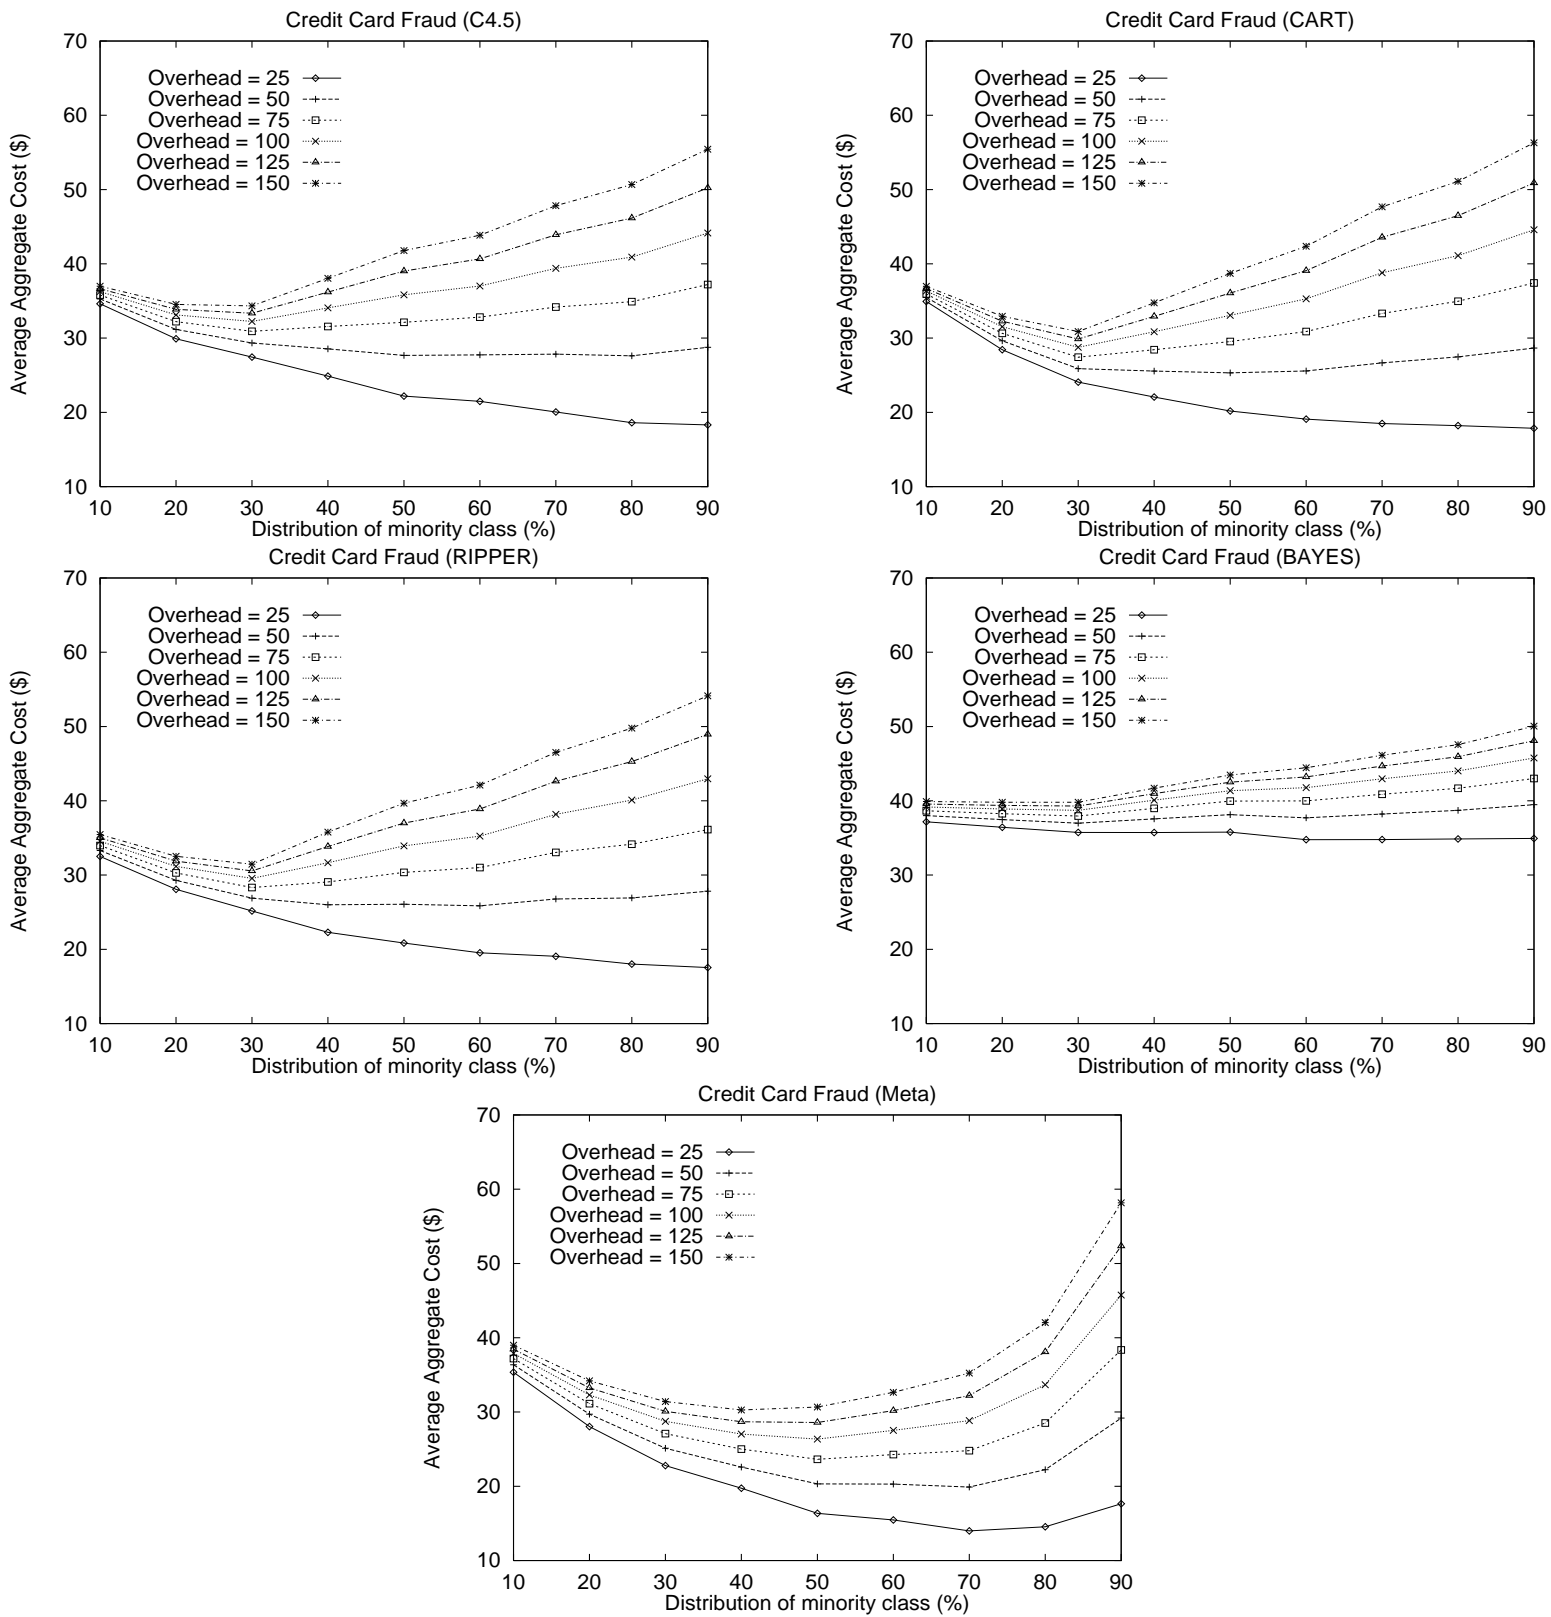 Credit Card Fraud (C4.5)
70
60
50
40
30
20
10
Average Aggregate Cost ($)
Overhead = 25
Overhead = 50
Overhead = 75
Overhead = 100
Overhead = 125
Overhead = 150
10 20 30 40 50 60 70 80 90
Distribution of minority class (%)
Credit Card Fraud (CART)
70
60
50
40
30
20
10
Average Aggregate Cost ($)
Overhead = 25
Overhead = 50
Overhead = 75
Overhead = 100
Overhead = 125
Overhead = 150
10 20 30 40 50 60 70 80 90
Distribution of minority class (%)
Credit Card Fraud (RIPPER)
70
60
50
40
30
20
10
Average Aggregate Cost ($)
Overhead = 25
Overhead = 50
Overhead = 75
Overhead = 100
Overhead = 125
Overhead = 150
10 20 30 40 50 60 70 80 90
Distribution of minority class (%)
Credit Card Fraud (BAYES)
70
60
50
40
30
20
10
Average Aggregate Cost ($)
Overhead = 25
Overhead = 50
Overhead = 75
Overhead = 100
Overhead = 125
Overhead = 150
10 20 30 40 50 60 70 80 90
Distribution of minority class (%)
Credit Card Fraud (Meta)
70
60
50
40
30
20
10
Average Aggregate Cost ($)
Overhead = 25
Overhead = 50
Overhead = 75
Overhead = 100
Overhead = 125
Overhead = 150
10 20 30 40 50 60 70 80 90
Distribution of minority class (%)